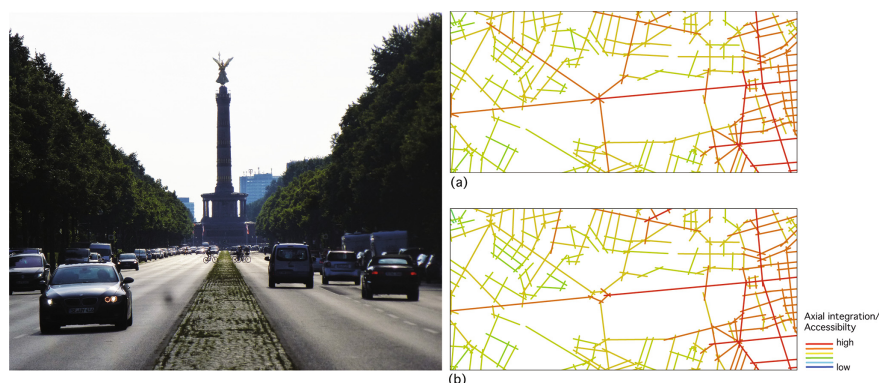 (a)
(b)
Axial integration/
Accessibilty
high
low